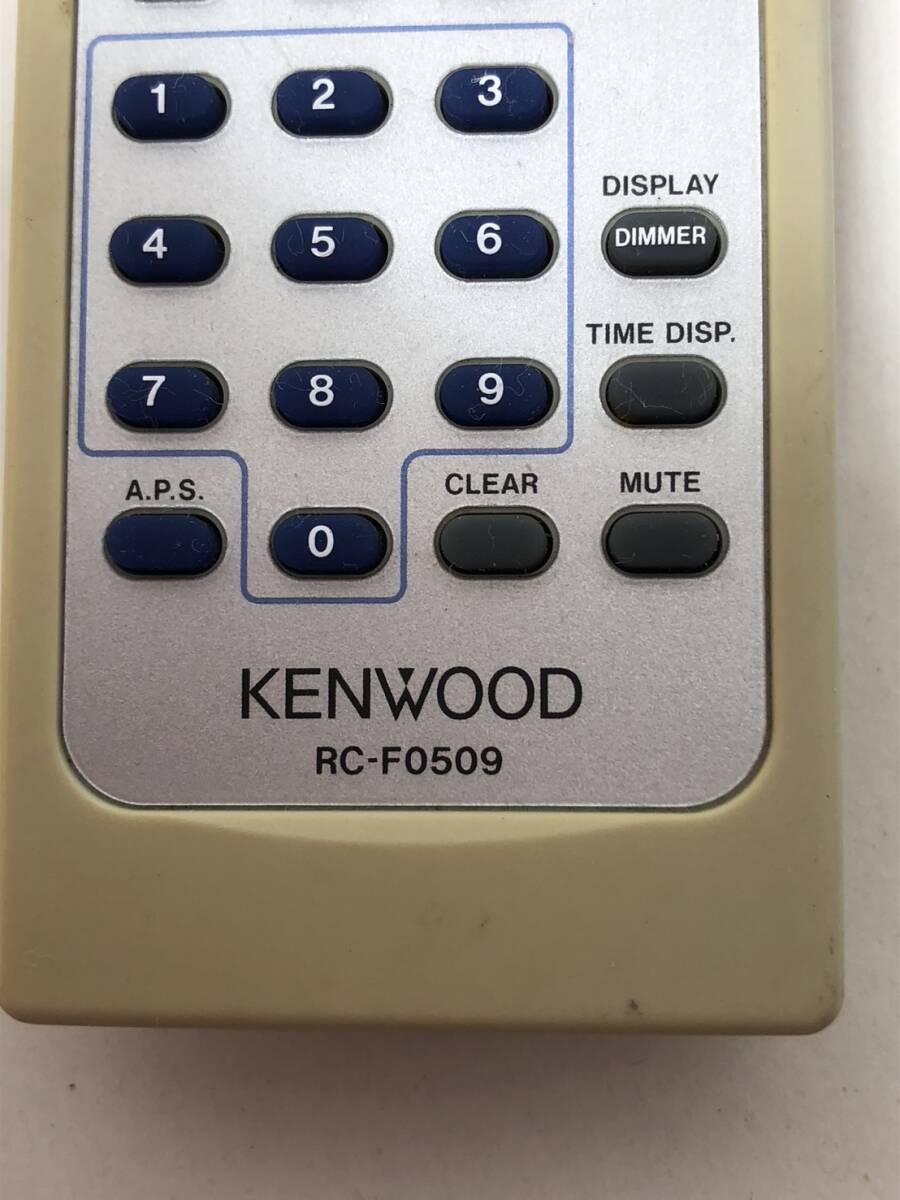 1 2 3
DISPLAY
4 5 6 DIMMER
TIME DISP.
7 8 9
A.P.S. CLEAR MUTE
0
KENWOOD
RC-F0509